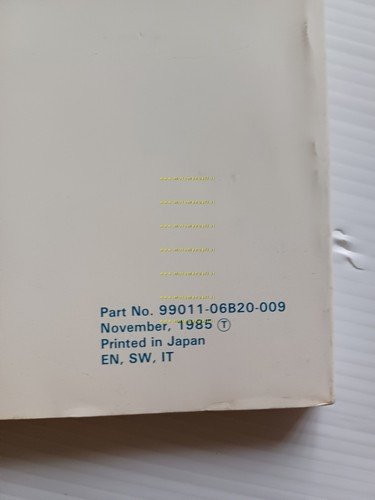 Part No. 99011-06B20-009
November, 1985 Ⓣ
Printed in Japan
EN, SW, IT